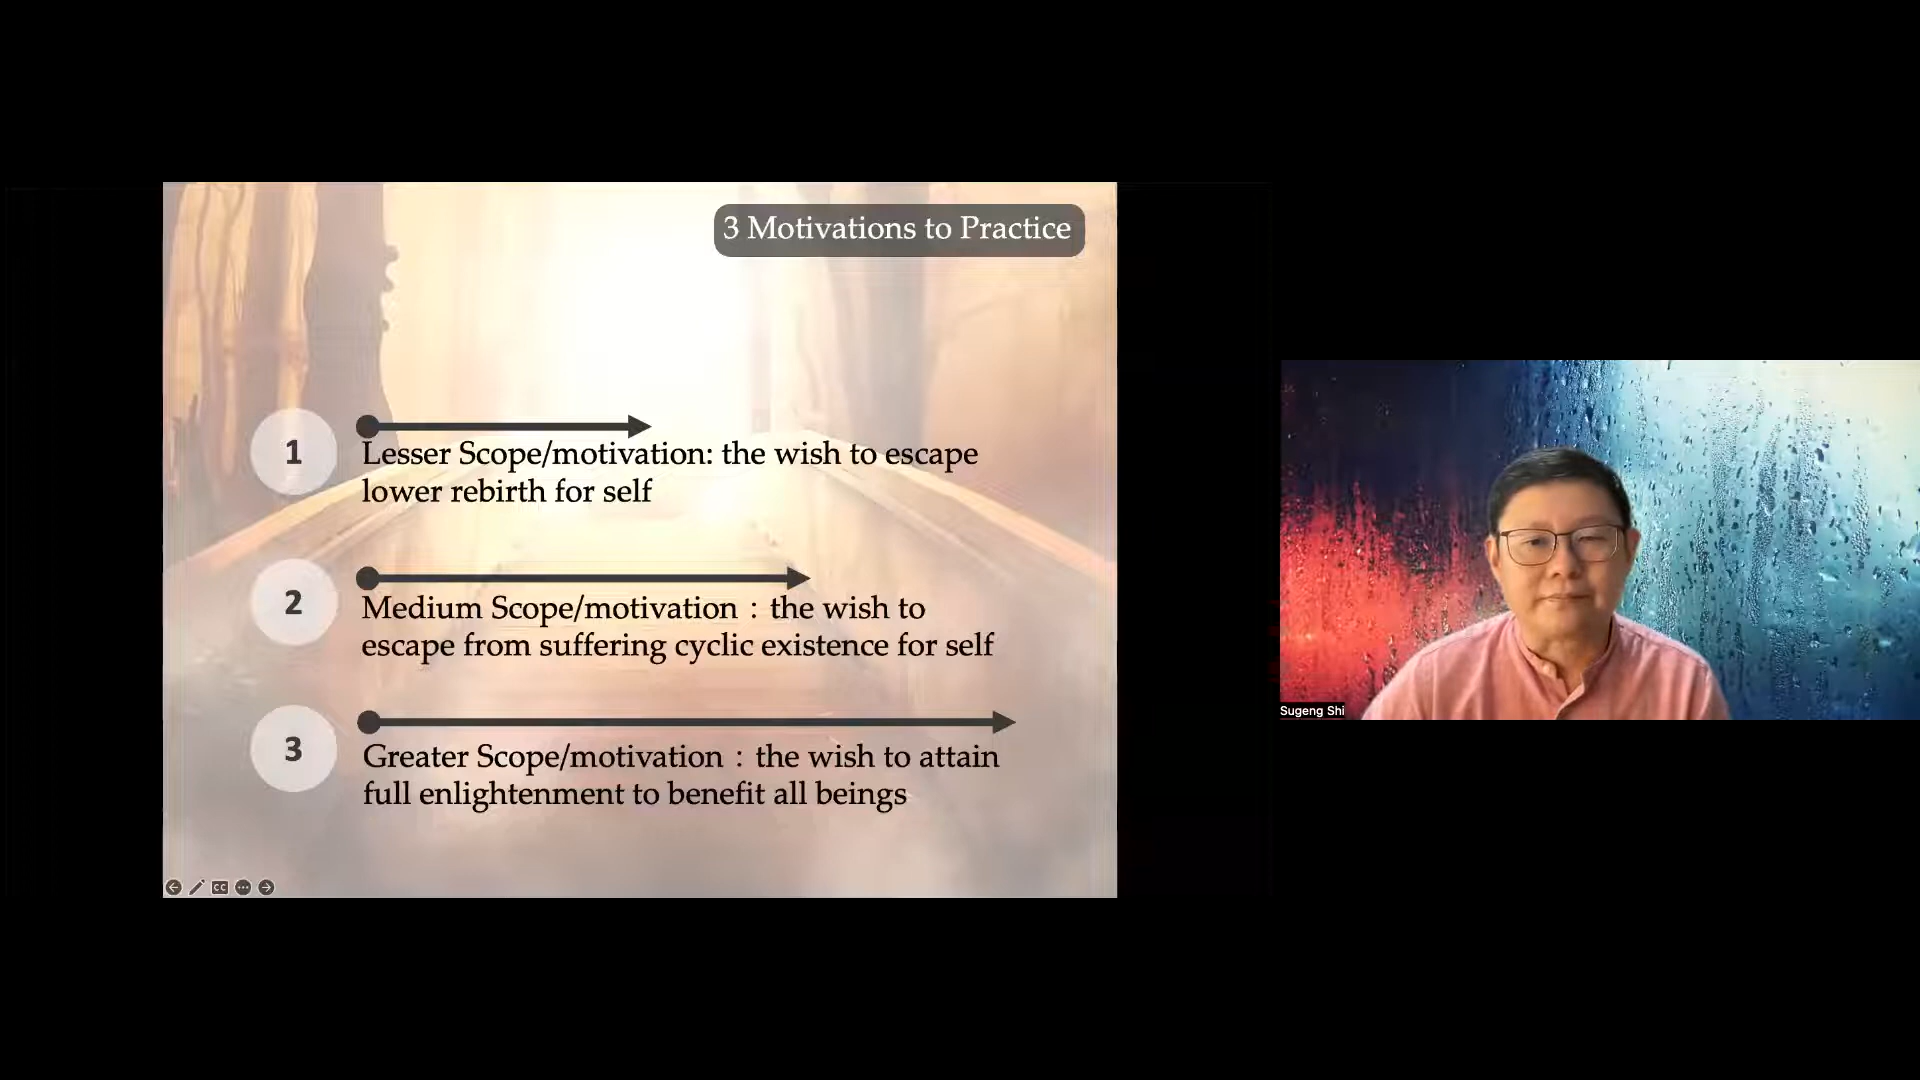 3 Motivations to Practice
1
Lesser Scope/motivation: the wish to escape
lower rebirth for self
2
Medium Scope/motivation：the wish to
escape from suffering cyclic existence for self
3
Greater Scope/motivation：the wish to attain
full enlightenment to benefit all beings
CC
Sugeng Shi